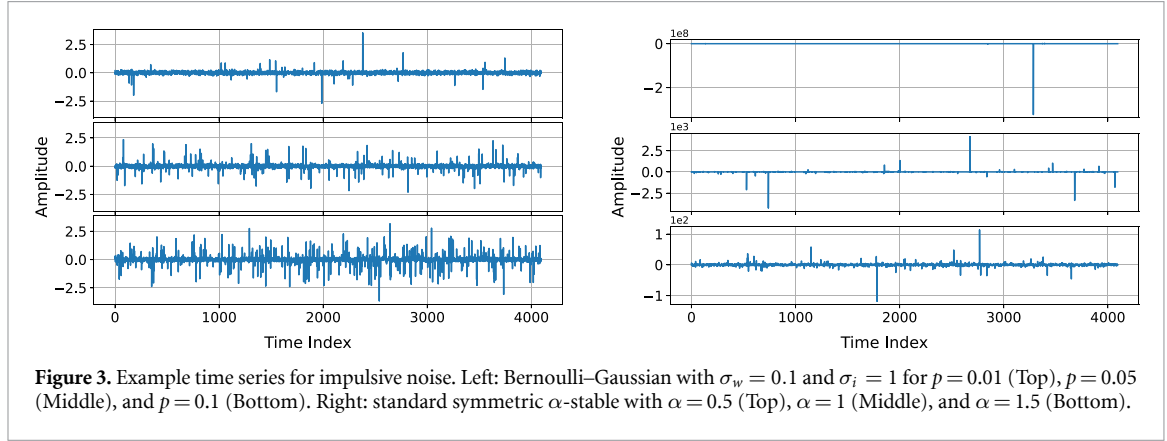 2.5
0.0
−2.5
2.5
0.0
−2.5
2.5
0.0
−2.5
Amplitude
0 1000 2000 3000 4000
Time Index
1e8
0
−2
1e3
2.5
0.0
−2.5
1e2
1
0
−1
Amplitude
0 1000 2000 3000 4000
Time Index
Figure 3. Example time series for impulsive noise. Left: Bernoulli–Gaussian with σw = 0.1 and σi = 1 for p = 0.01 (Top), p = 0.05
(Middle), and p = 0.1 (Bottom). Right: standard symmetric α-stable with α = 0.5 (Top), α = 1 (Middle), and α = 1.5 (Bottom).